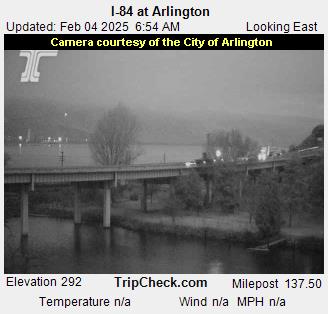 I-84 at Arlington
Updated: Feb 04 2025 6:54 AM Looking East
Camera courtesy of the City of Arlington
Elevation 292 TripCheck.com Milepost 137.50
Temperature n/a Wind n/a MPH n/a